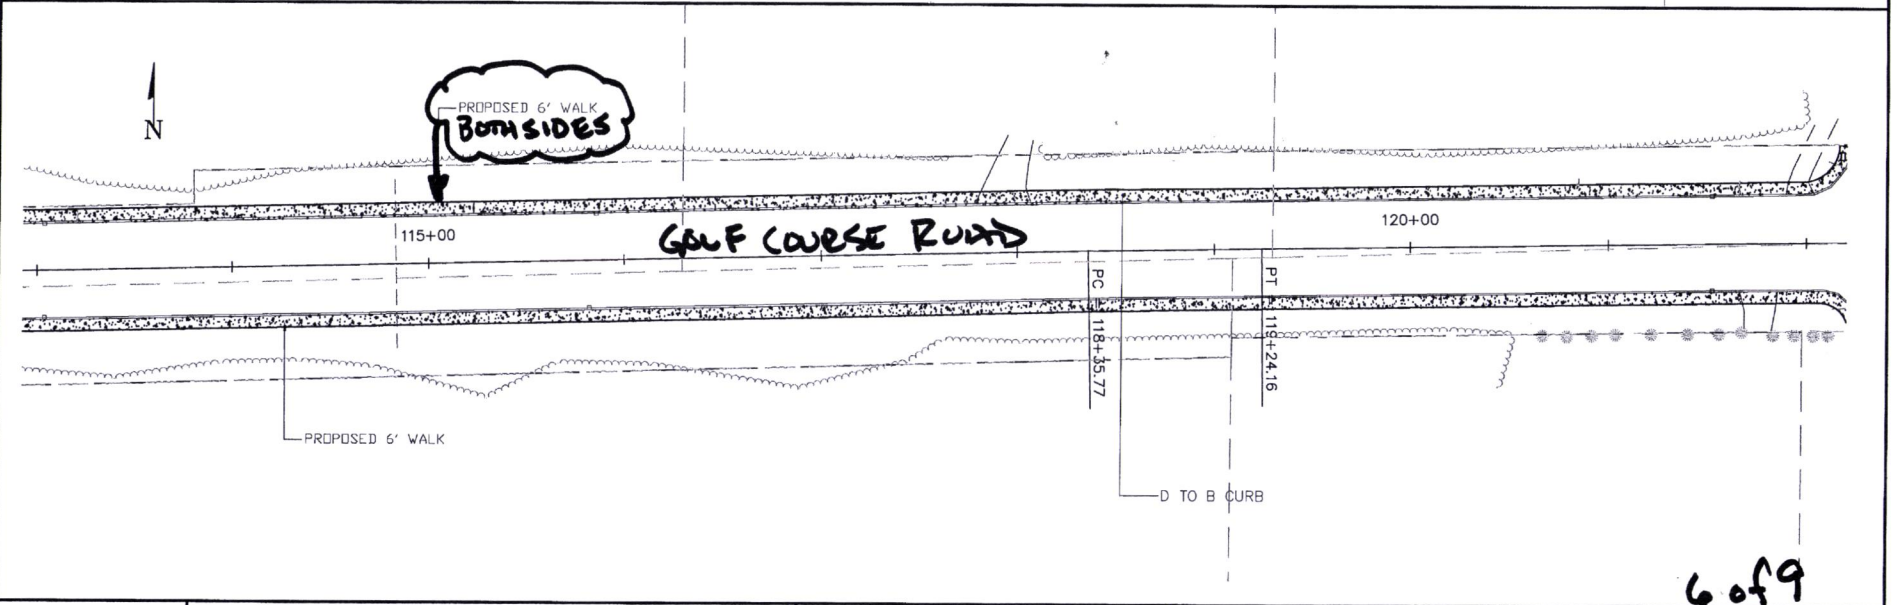 PROPOSED 6' WALK
BOTH SIDES
N
115+00
GOLF COURSE ROAD
120+00
PC 118+35.77
PT 119+24.16
PROPOSED 6' WALK
D TO B CURB
6 of 9